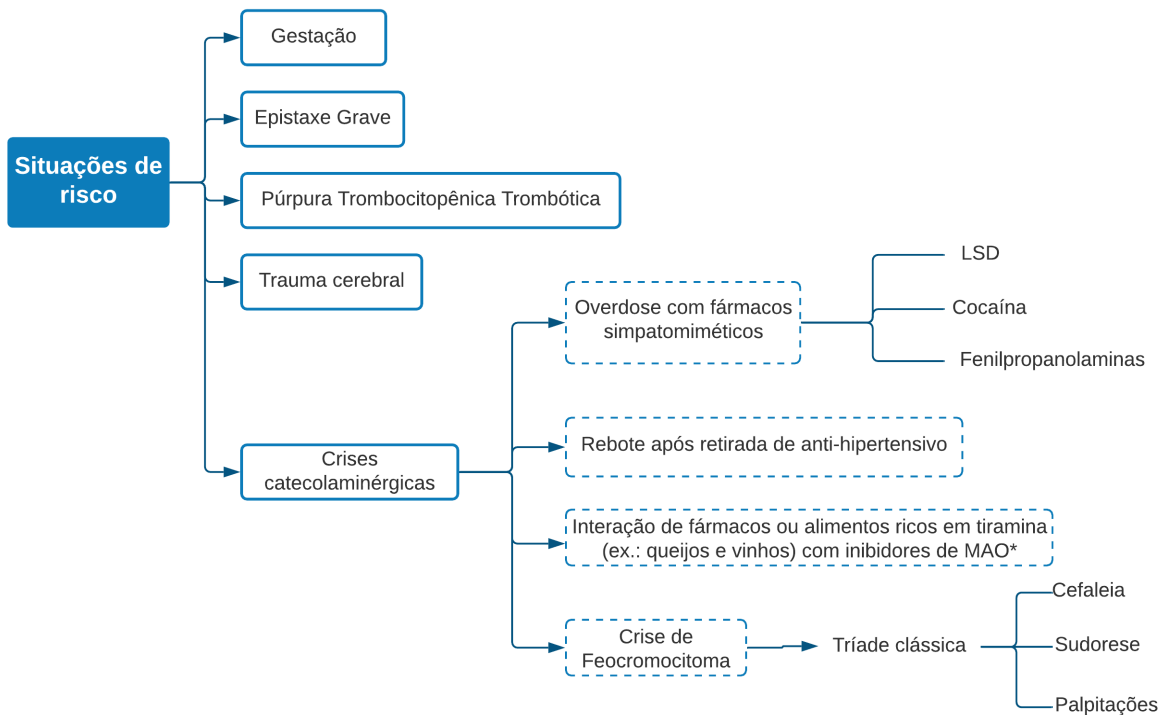 Situações de
risco
Gestação
Epistaxe Grave
Púrpura Trombocitopênica Trombótica
Trauma cerebral
Crises
catecolaminérgicas
Overdose com fármacos
simpatomiméticos
LSD
Cocaína
Fenilpropanolaminas
Rebote após retirada de anti-hipertensivo
Interação de fármacos ou alimentos ricos em tiramina
(ex.: queijos e vinhos) com inibidores de MAO*
Crise de
Feocromocitoma
Tríade clássica
Cefaleia
Sudorese
Palpitações